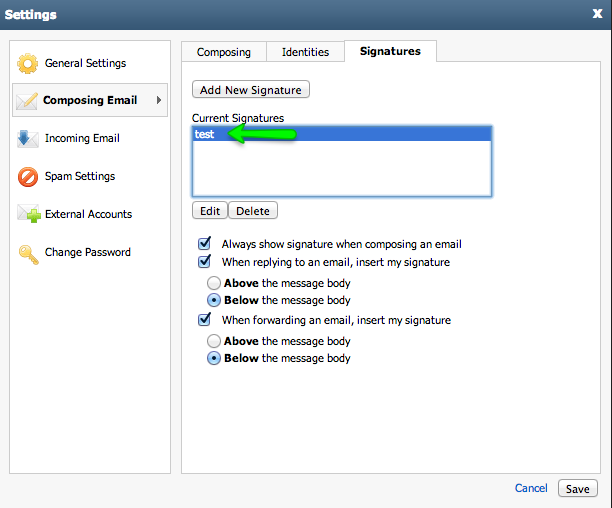 Settings
X
General Settings
Composing Email
Incoming Email
Spam Settings
External Accounts
Change Password
Composing
Identities
Signatures
Add New Signature
Current Signatures
test
Edit
Delete
Always show signature when composing an email
When replying to an email, insert my signature
Above the message body
Below the message body
When forwarding an email, insert my signature
Above the message body
Below the message body
Cancel
Save